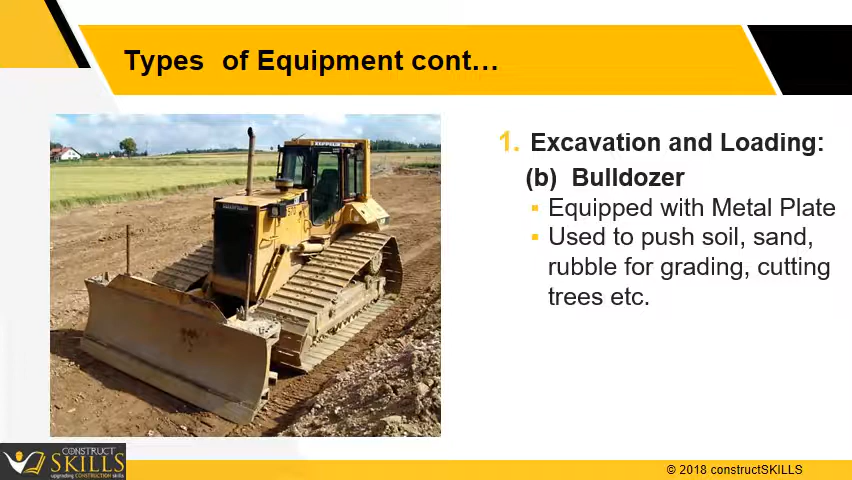 Types of Equipment cont…
1. Excavation and Loading:
(b) Bulldozer
▪ Equipped with Metal Plate
▪ Used to push soil, sand,
rubble for grading, cutting
trees etc.
CONSTRUCT
SKILLS
upgrading CONSTRUCTION skills
© 2018 constructSKILLS